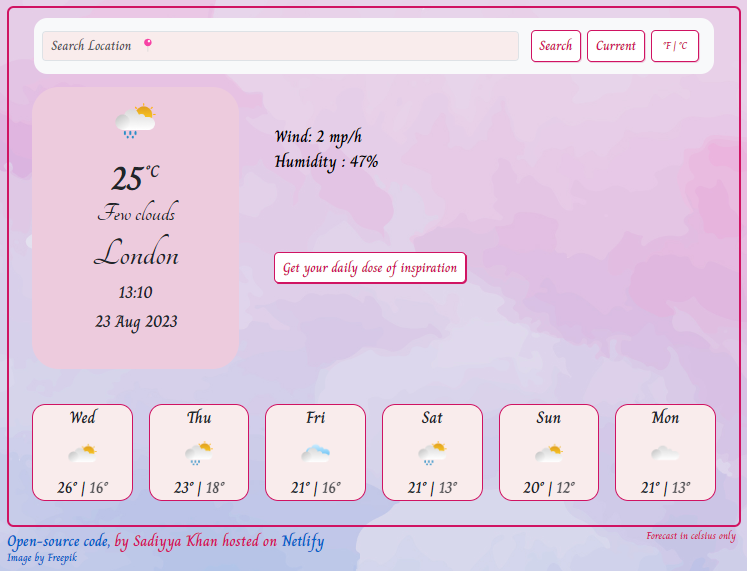 Search Location
Search
Current
°F | °C
25°C
Few clouds
London
13:10
23 Aug 2023
Wind: 2 mp/h
Humidity : 47%
Get your daily dose of inspiration
Wed
26° | 16°
Thu
23° | 18°
Fri
21° | 16°
Sat
21° | 13°
Sun
20° | 12°
Mon
21° | 13°
Forecast in celsius only
Open-source code, by Sadiyya Khan hosted on Netlify
Image by Freepik